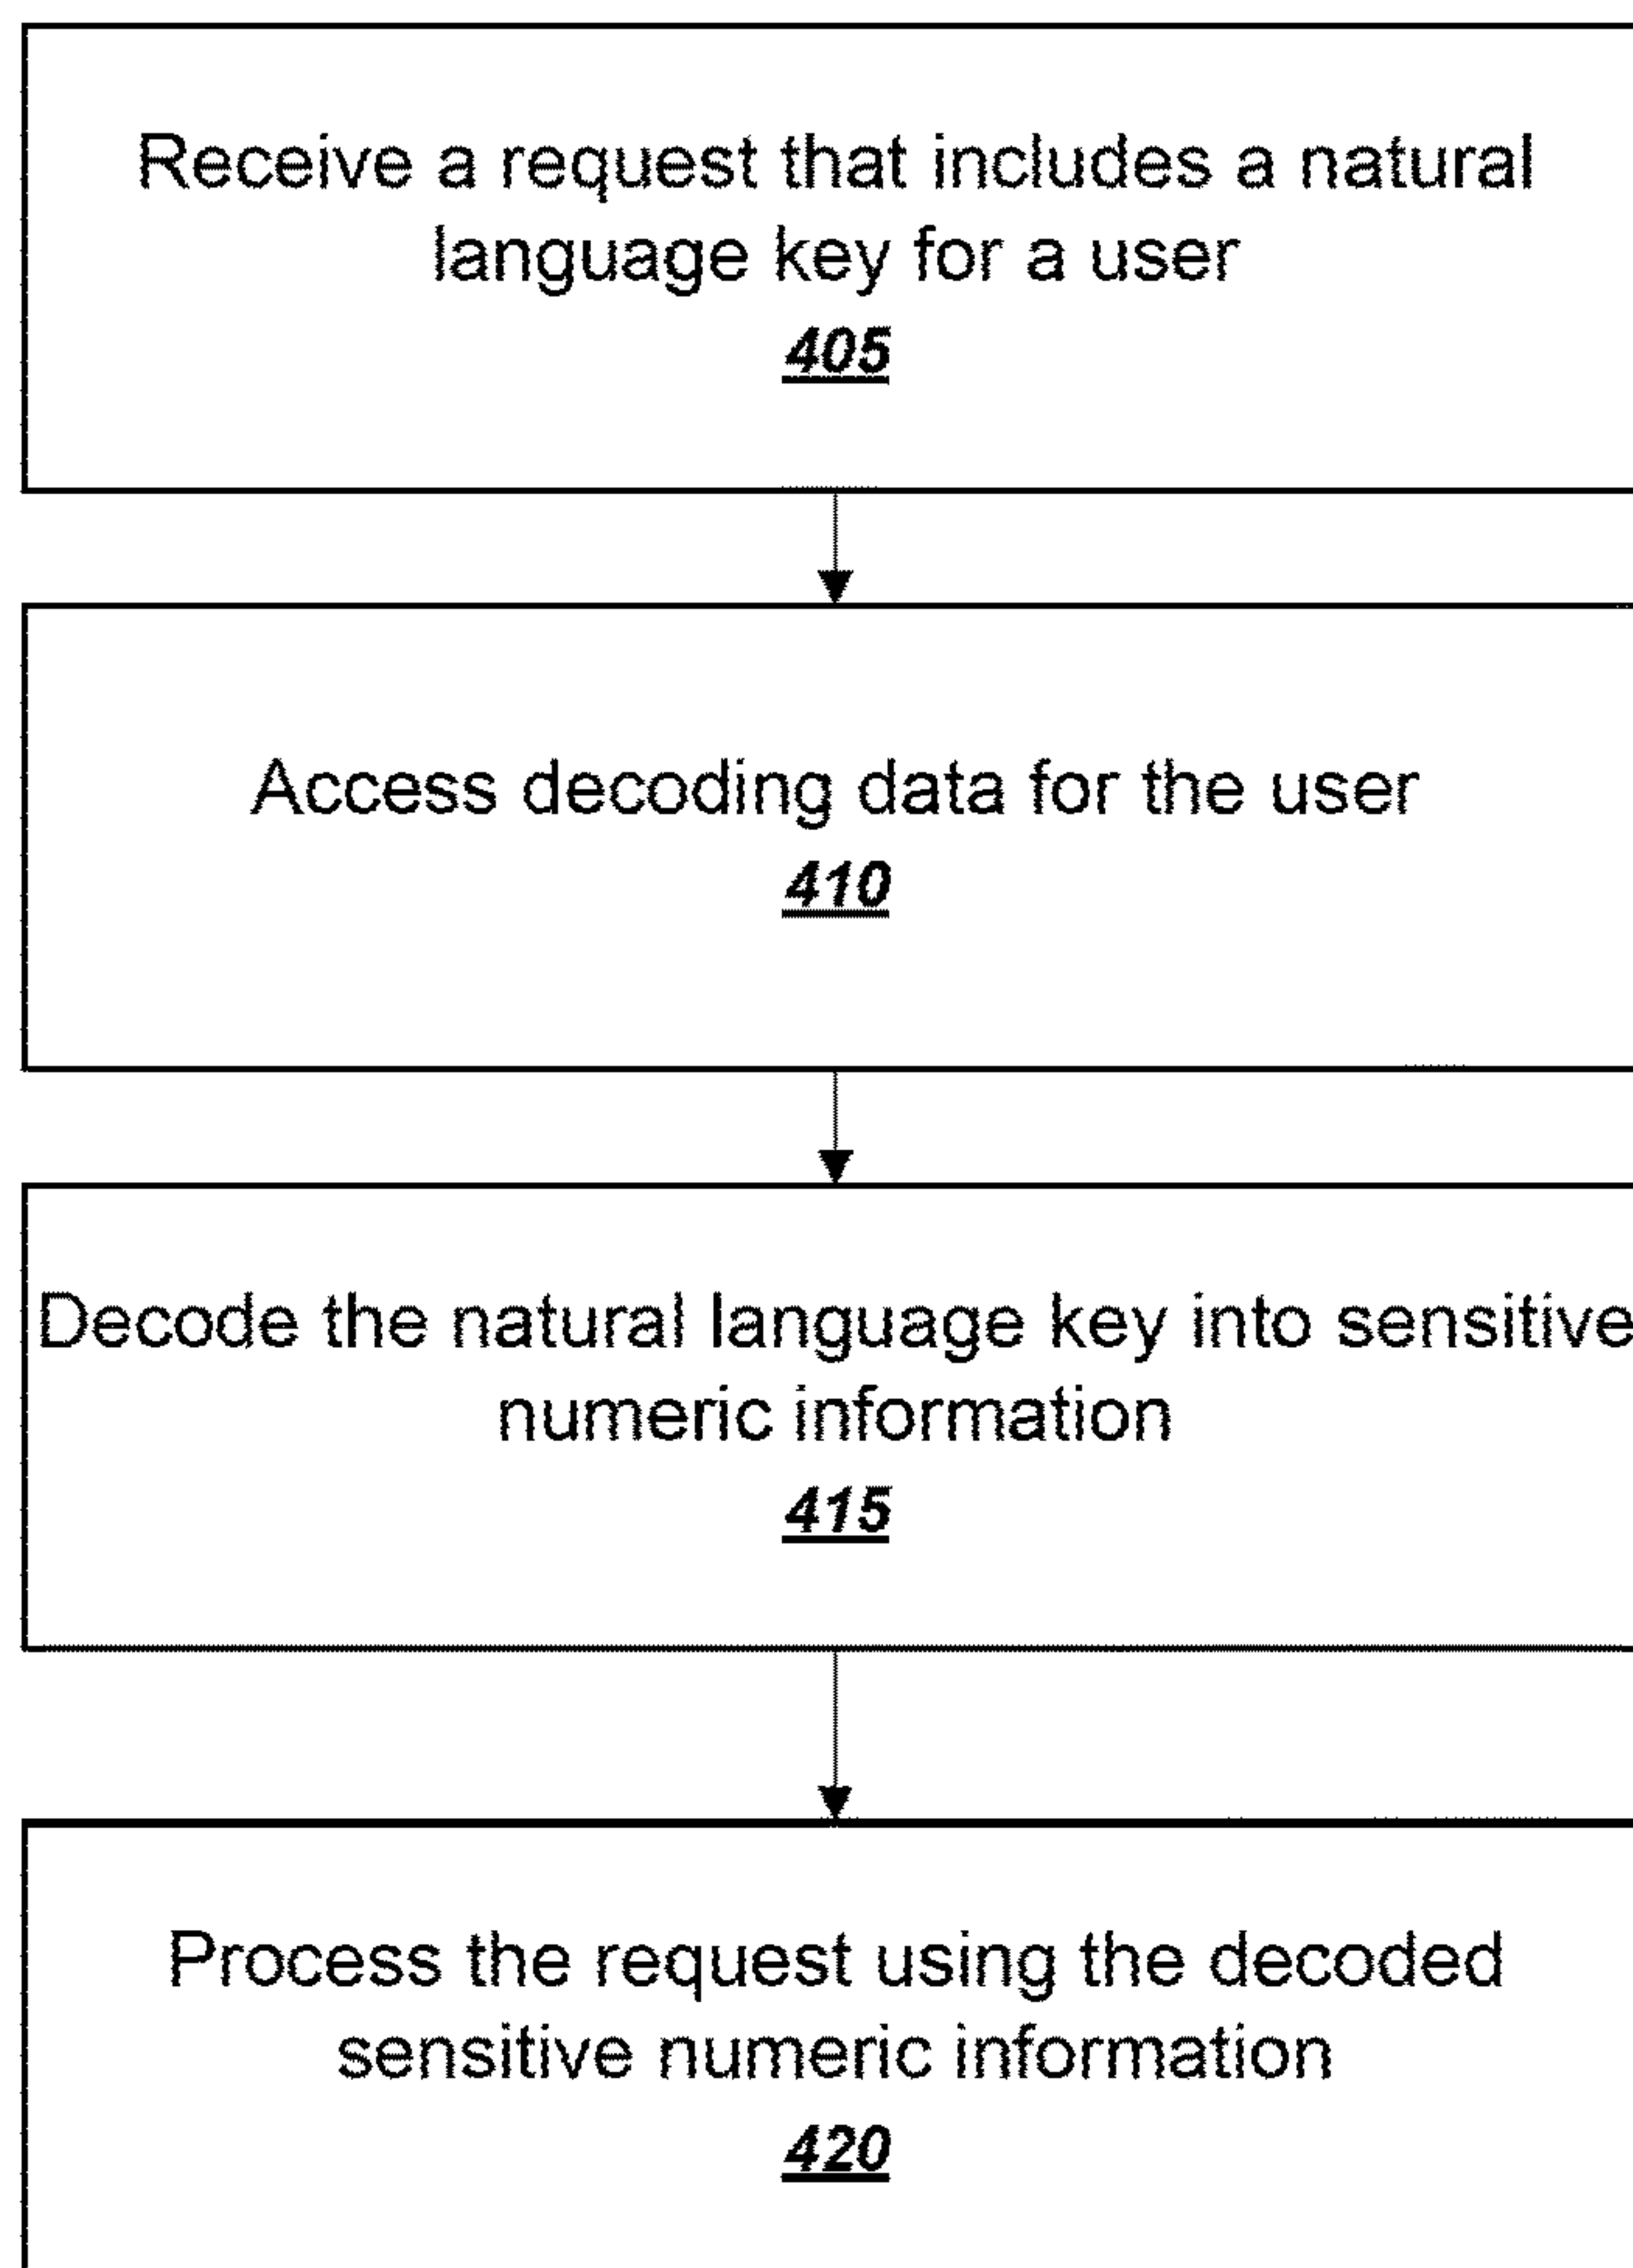 Receive a request that includes a natural
language key for a user
405
Access decoding data for the user
410
Decode the natural language key into sensitive
numeric information
415
Process the request using the decoded
sensitive numeric information
420